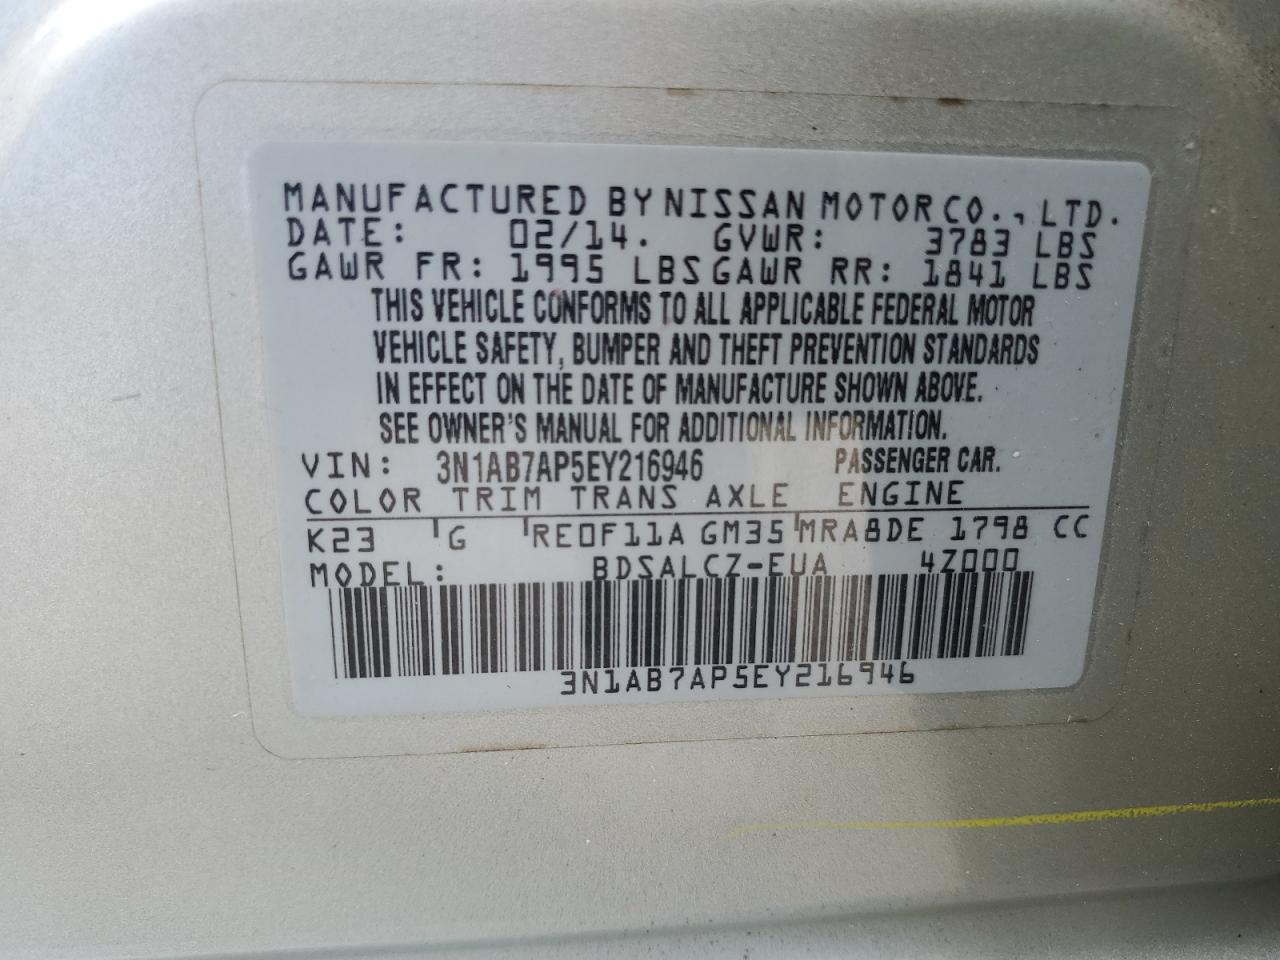 MANUFACTURED BY NISSAN MOTOR CO., LTD.
DATE: 02/14. GVWR: 3783 LBS
GAWR FR: 1995 LBS GAWR RR: 1841 LBS
THIS VEHICLE CONFORMS TO ALL APPLICABLE FEDERAL MOTOR
VEHICLE SAFETY, BUMPER AND THEFT PREVENTION STANDARDS
IN EFFECT ON THE DATE OF MANUFACTURE SHOWN ABOVE.
SEE OWNER'S MANUAL FOR ADDITIONAL INFORMATION.
VIN: 3N1AB7AP5EY216946 PASSENGER CAR.
COLOR TRIM TRANS AXLE ENGINE
K23 G RE0F11A GM35 MRA8DE 1798 CC
MODEL: BDSALCZ-EUA 4Z000
3N1AB7AP5EY216946